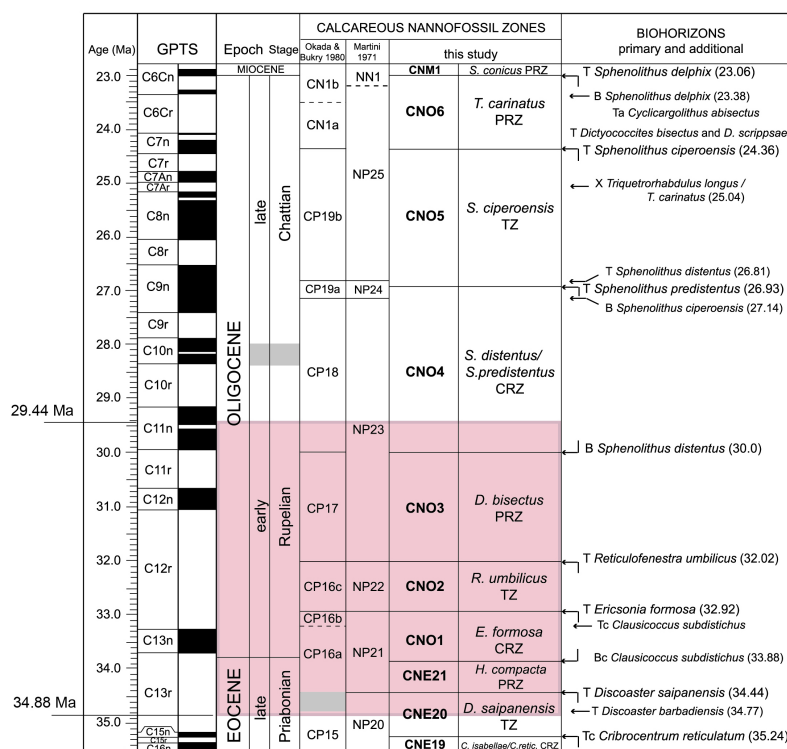 CALCAREOUS NANNOFOSSIL ZONES
BIOHORIZONS
primary and additional
Age (Ma)
GPTS
Epoch
Stage
Okada &
Bukry 1980
Martini
1971
this study
MIOCENE
OLIGOCENE
EOCENE
late
early
late
Chattian
Rupelian
Priabonian
29.44 Ma
34.88 Ma
23.0
24.0
25.0
26.0
27.0
28.0
29.0
30.0
31.0
32.0
33.0
34.0
35.0
C6Cn
C6Cr
C7n
C7r
C7An
C7Ar
C8n
C8r
C9n
C9r
C10n
C10r
C11n
C11r
C12n
C12r
C13n
C13r
C15n
C15r
C16n
CN1b
CN1a
CP19b
CP19a
CP18
CP17
CP16c
CP16b
CP16a
CP15
NN1
NP25
NP24
NP23
NP22
NP21
NP20
CNM1
CNO6
CNO5
CNO4
CNO3
CNO2
CNO1
CNE21
CNE20
CNE19
S. conicus PRZ
T. carinatus
PRZ
S. ciperoensis
TZ
S. distentus/
S.predistentus
CRZ
D. bisectus
PRZ
R. umbilicus
TZ
E. formosa
CRZ
H. compacta
PRZ
D. saipanensis
TZ
C. isabellae/C.retic. CRZ
T Sphenolithus delphix (23.06)
B Sphenolithus delphix (23.38)
Ta Cyclicargolithus abisectus
T Dictyococcites bisectus and D. scrippsae
T Sphenolithus ciperoensis (24.36)
X Triquetrorhabdulus longus /
T. carinatus (25.04)
T Sphenolithus distentus (26.81)
T Sphenolithus predistentus (26.93)
B Sphenolithus ciperoensis (27.14)
B Sphenolithus distentus (30.0)
T Reticulofenestra umbilicus (32.02)
T Ericsonia formosa (32.92)
Tc Clausicoccus subdistichus
Bc Clausicoccus subdistichus (33.88)
T Discoaster saipanensis (34.44)
T Discoaster barbadiensis (34.77)
Tc Cribrocentrum reticulatum (35.24)